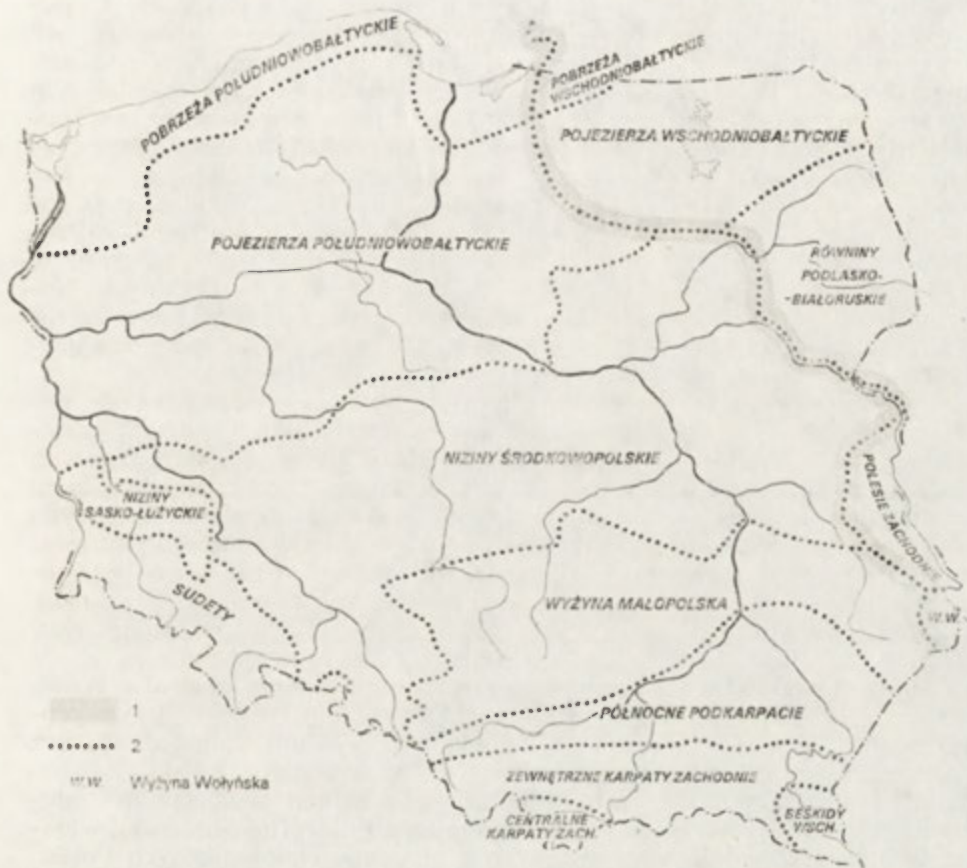 POBRZEŻA POŁUDNIOWOBAŁTYCKIE
POBRZEŻA
WSCHODNIOBAŁTYCKIE
POJEZIERZA WSCHODNIOBAŁTYCKIE
POJEZIERZA POŁUDNIOWOBAŁTYCKIE
RÓWNINY
PODLASKO-
-BIAŁORUSKIE
NIZINY ŚRODKOWOPOLSKIE
POLESIE ZACHODNIE
NIZINY
SASKO-ŁUŻYCKIE
SUDETY
WYŻYNA MAŁOPOLSKA
W.W.
PÓŁNOCNE PODKARPACIE
ZEWNĘTRZNE KARPATY ZACHODNIE
CENTRALNE
KARPATY ZACH.
BESKIDY
WSCH.
1
2
W.W. Wyżyna Wołyńska